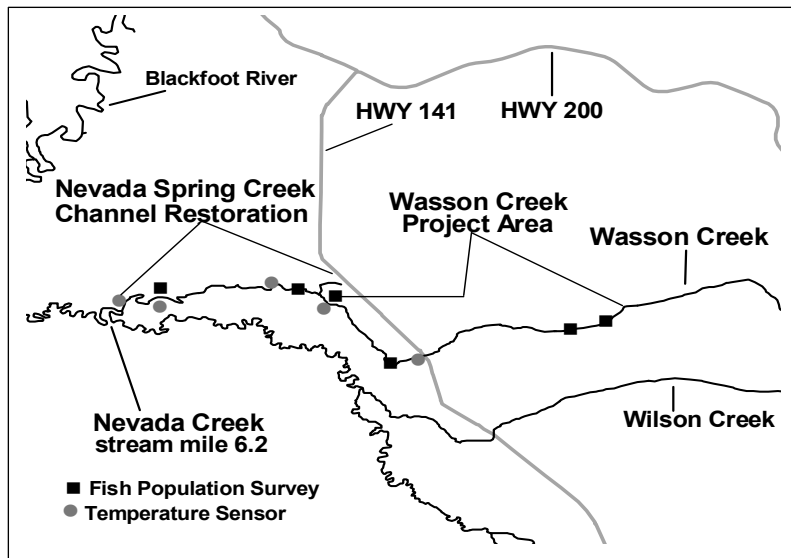 Blackfoot River
HWY 141
HWY 200
Nevada Spring Creek
Channel Restoration
Wasson Creek
Project Area
Wasson Creek
Nevada Creek
stream mile 6.2
Wilson Creek
Fish Population Survey
Temperature Sensor